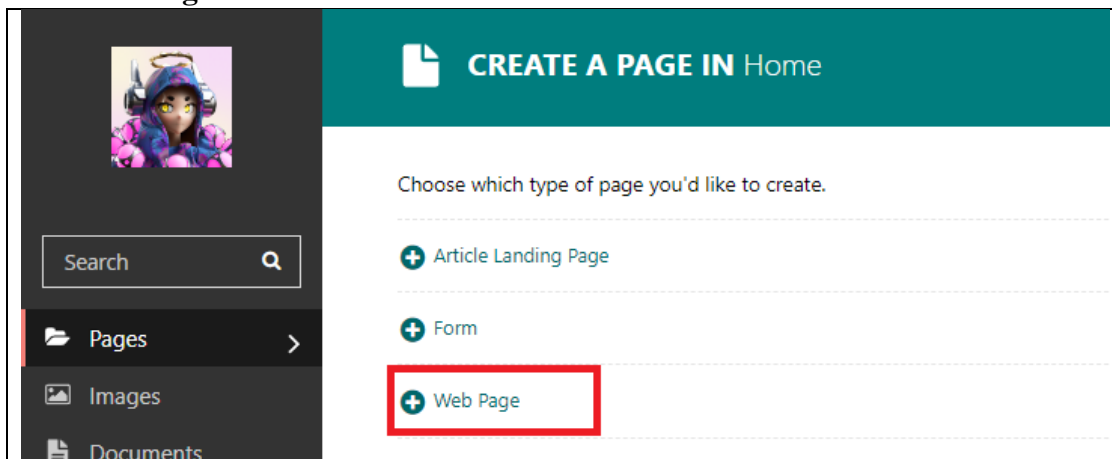 CREATE A PAGE IN Home
Choose which type of page you'd like to create.
Search
Article Landing Page
Pages
Form
Images
Web Page
Documents